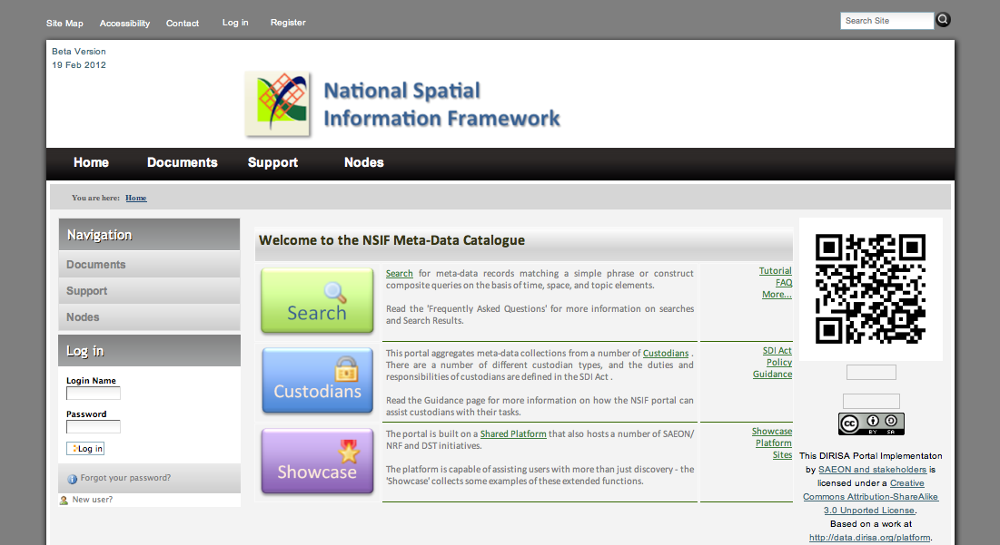 Site Map Accessibility Contact Log in Register
Search Site
Beta Version
19 Feb 2012
National Spatial
Information Framework
Home Documents Support Nodes
You are here: Home
Navigation
Documents
Support
Nodes
Log in
Login Name
Password
Log in
Forgot your password?
New user?
Welcome to the NSIF Meta-Data Catalogue
Search
Search for meta-data records matching a simple phrase or construct
composite queries on the basis of time, space, and topic elements.
Read the 'Frequently Asked Questions' for more information on searches
and Search Results.
Tutorial
FAQ
More...
Custodians
This portal aggregates meta-data collections from a number of Custodians .
There are a number of different custodian types, and the duties and
responsibilities of custodians are defined in the SDI Act .
Read the Guidance page for more information on how the NSIF portal can
assist custodians with their tasks.
SDI Act
Policy
Guidance
Showcase
The portal is built on a Shared Platform that also hosts a number of SAEON/
NRF and DST initiatives.
The platform is capable of assisting users with more than just discovery - the
'Showcase' collects some examples of these extended functions.
Showcase
Platform
Sites
cc BY SA
This DIRISA Portal Implementaton
by SAEON and stakeholders is
licensed under a Creative
Commons Attribution-ShareAlike
3.0 Unported License.
Based on a work at
http://data.dirisa.org/platform.